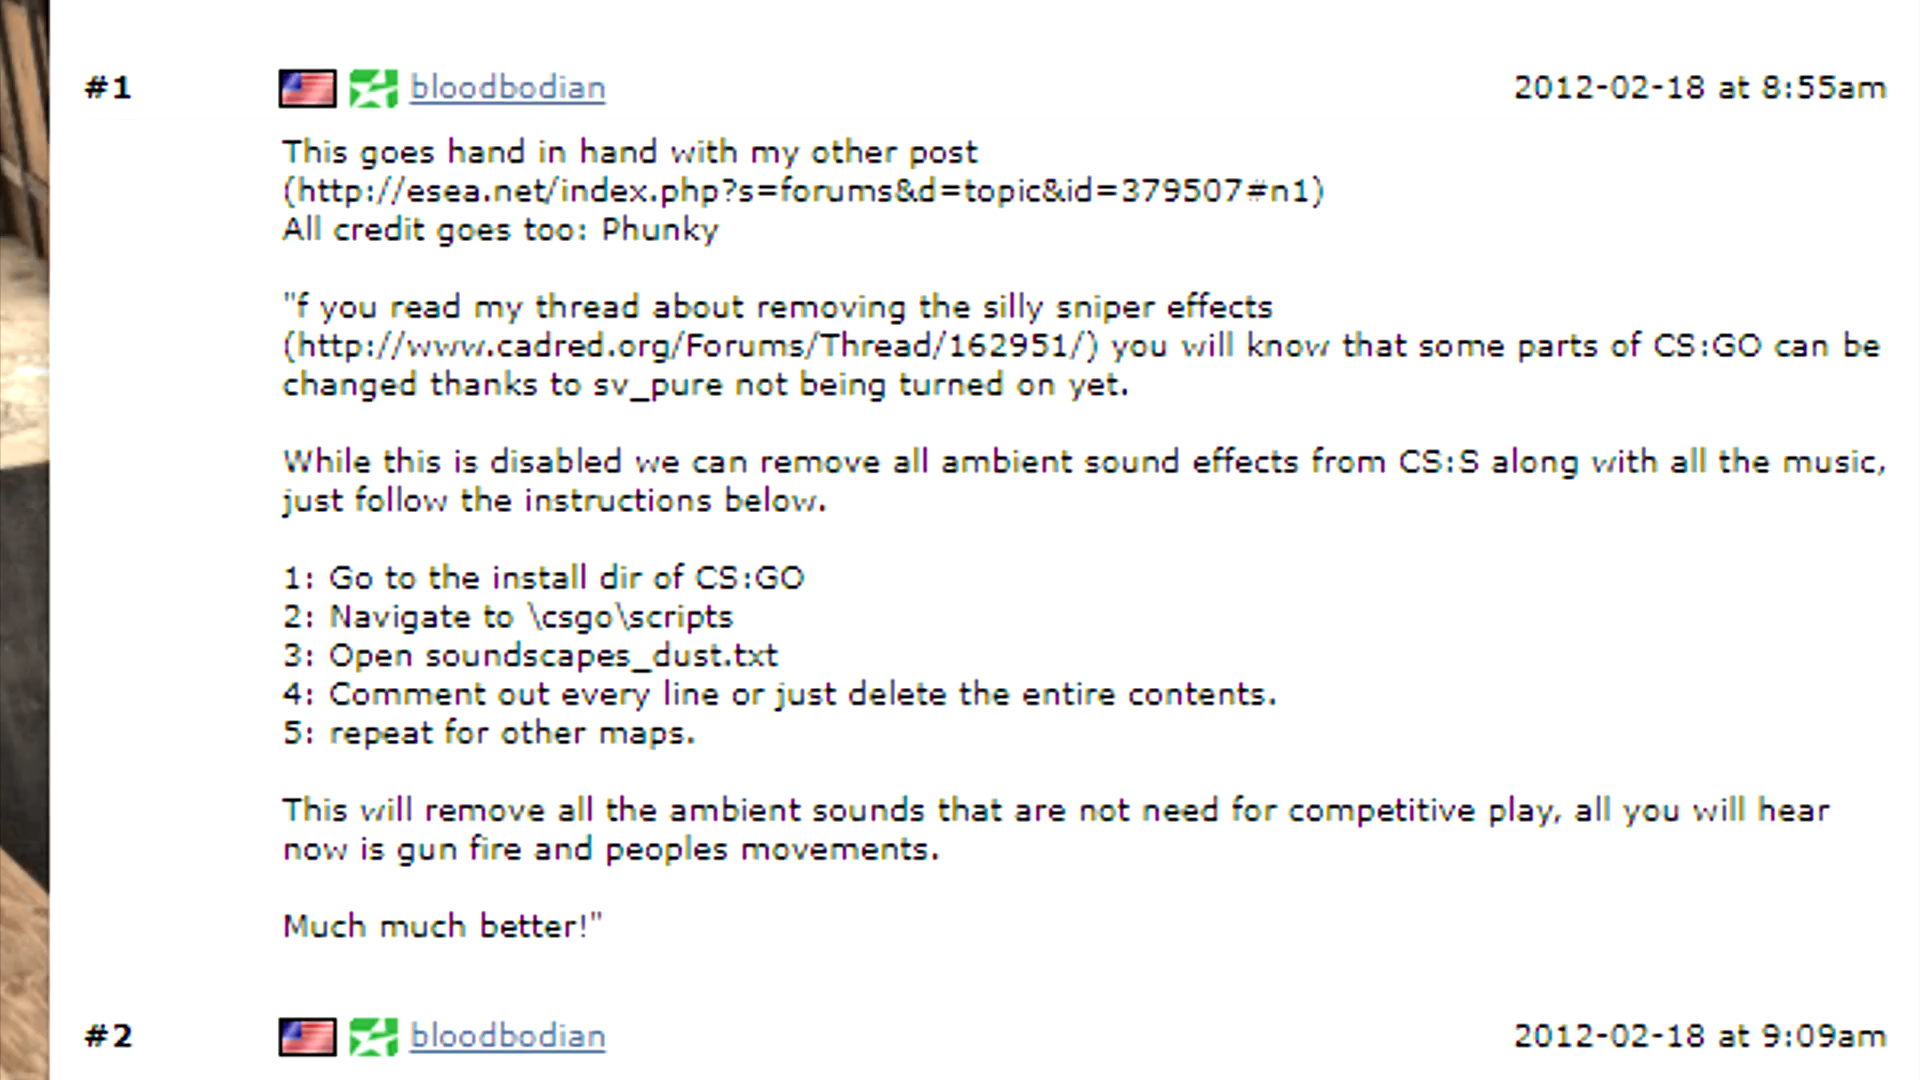 #1 bloodbodian 2012-02-18 at 8:55am
This goes hand in hand with my other post
(http://esea.net/index.php?s=forums&d=topic&id=379507#n1)
All credit goes too: Phunky
"f you read my thread about removing the silly sniper effects
(http://www.cadred.org/Forums/Thread/162951/) you will know that some parts of CS:GO can be
changed thanks to sv_pure not being turned on yet.
While this is disabled we can remove all ambient sound effects from CS:S along with all the music,
just follow the instructions below.
1: Go to the install dir of CS:GO
2: Navigate to \csgo\scripts
3: Open soundscapes_dust.txt
4: Comment out every line or just delete the entire contents.
5: repeat for other maps.
This will remove all the ambient sounds that are not need for competitive play, all you will hear
now is gun fire and peoples movements.
Much much better!"
#2 bloodbodian 2012-02-18 at 9:09am